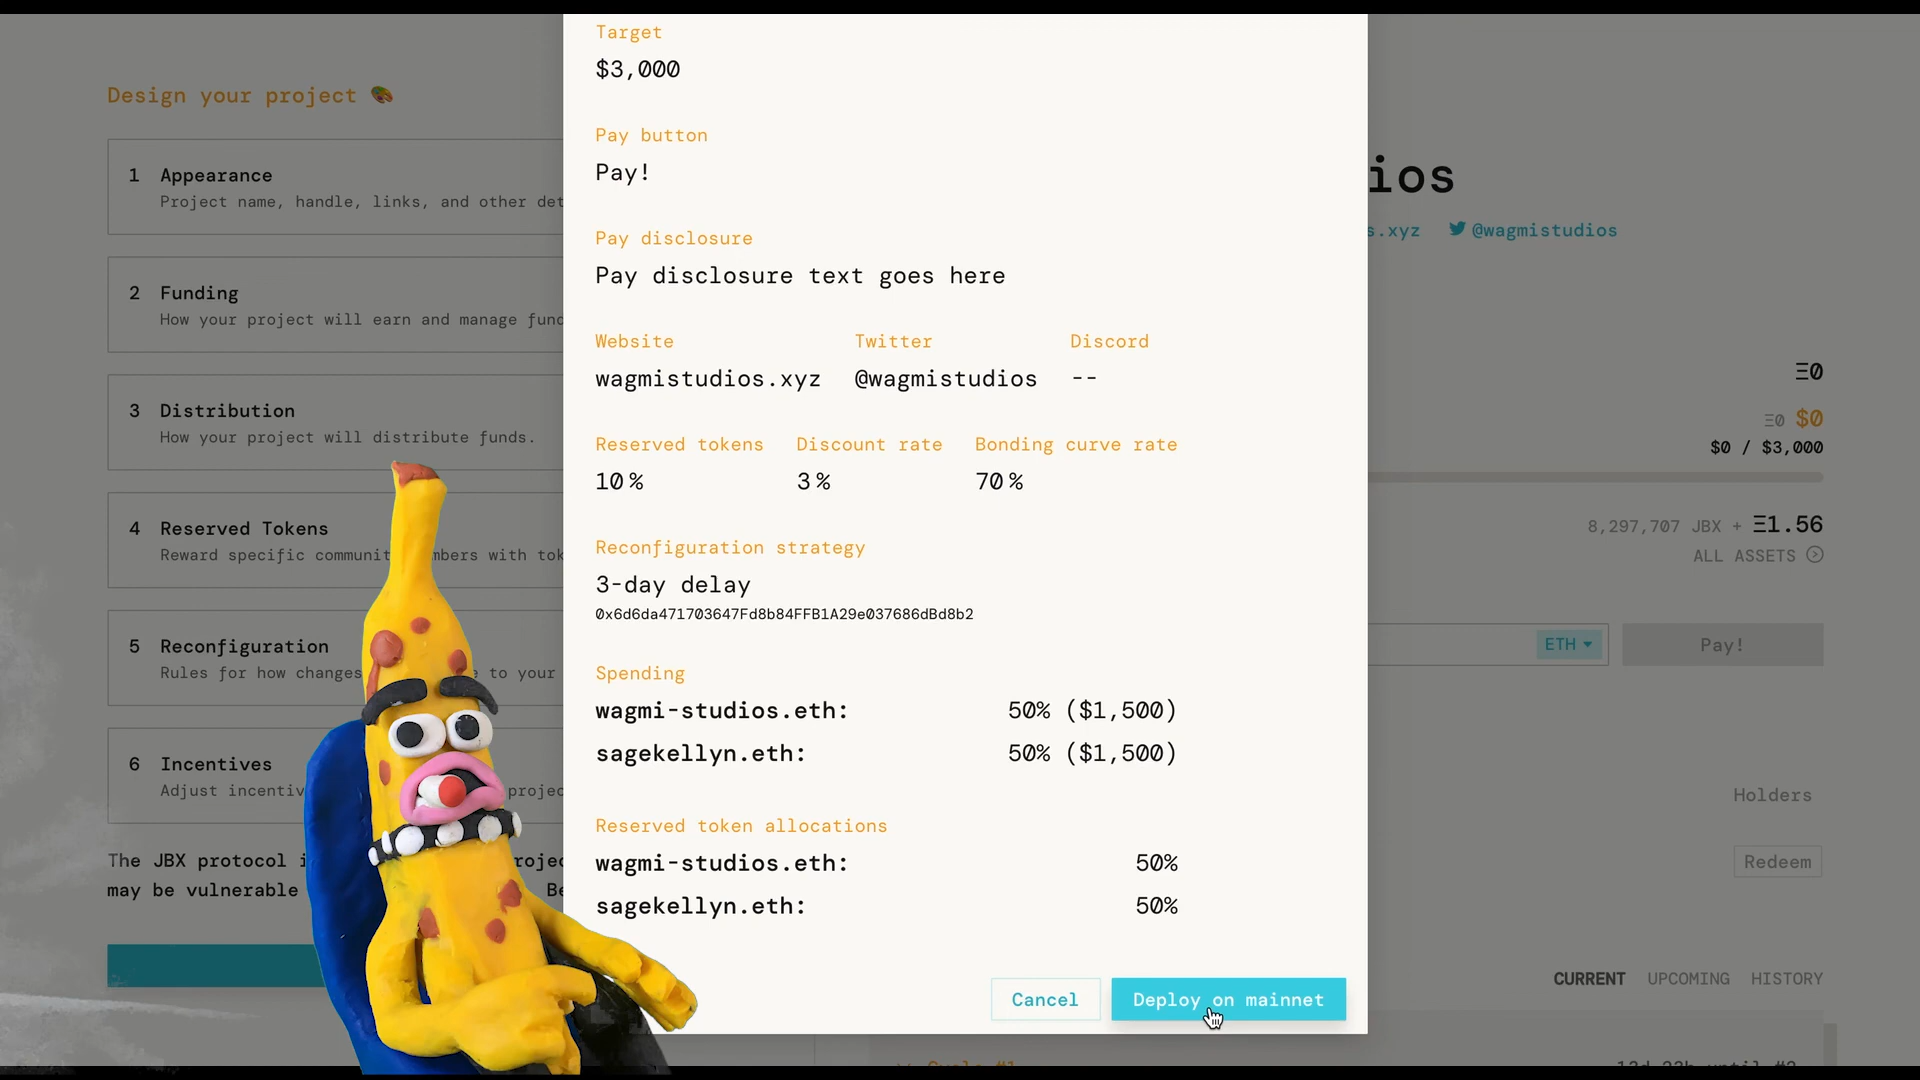 Design your project
1 Appearance
Project name, handle, links, and other det
2 Funding
How your project will earn and manage fund
3 Distribution
How your project will distribute funds.
4 Reserved Tokens
Reward specific communit mbers with tok
5 Reconfiguration
Rules for how changes e to your
6 Incentives
Adjust incentiv projec
The JBX protocol i rojec
may be vulnerable Be
Target
$3,000
Pay button
Pay!
Pay disclosure
Pay disclosure text goes here
Website Twitter Discord
wagmistudios.xyz @wagmistudios --
Reserved tokens Discount rate Bonding curve rate
10% 3% 70%
Reconfiguration strategy
3-day delay
0x6d6da471703647Fd8b84FFB1A29e037686dBd8b2
Spending
wagmi-studios.eth: 50% ($1,500)
sagekellyn.eth: 50% ($1,500)
Reserved token allocations
wagmi-studios.eth: 50%
sagekellyn.eth: 50%
Cancel Deploy on mainnet
ios
s.xyz @wagmistudios
Ξ0
Ξ0 $0
$0 / $3,000
8,297,707 JBX + Ξ1.56
ALL ASSETS
ETH Pay!
Holders
Redeem
CURRENT UPCOMING HISTORY
Cycle #1